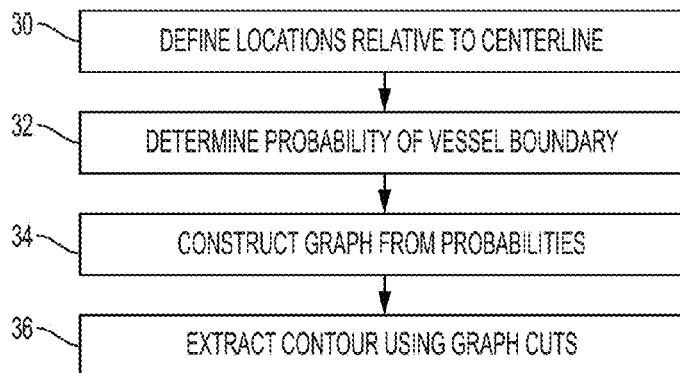 30 DEFINE LOCATIONS RELATIVE TO CENTERLINE
32 DETERMINE PROBABILITY OF VESSEL BOUNDARY
34 CONSTRUCT GRAPH FROM PROBABILITIES
36 EXTRACT CONTOUR USING GRAPH CUTS